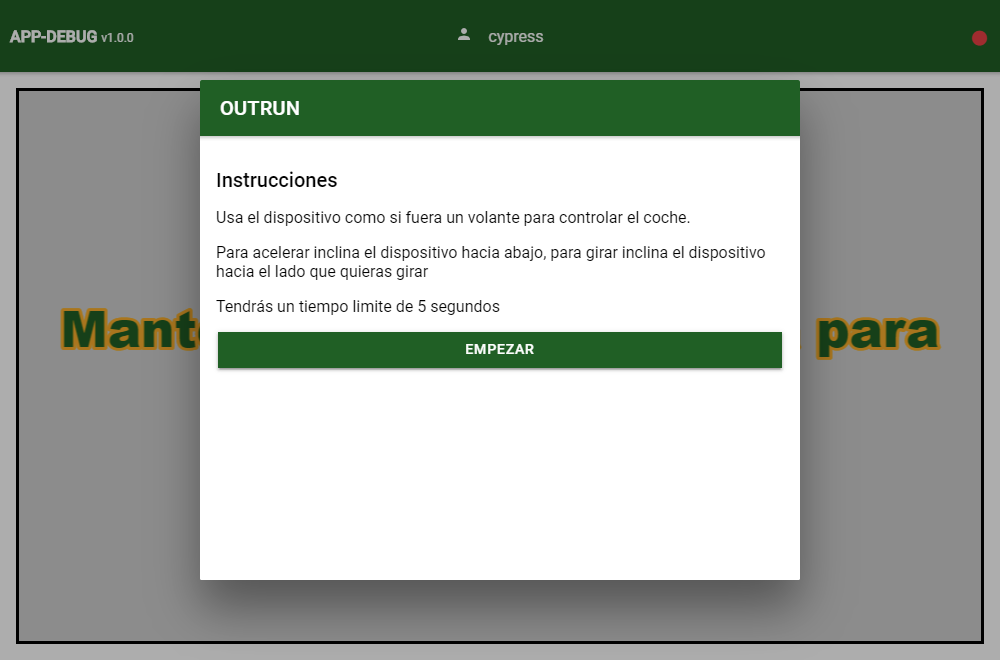 APP-DEBUG v1.0.0
cypress
OUTRUN
Instrucciones
Usa el dispositivo como si fuera un volante para controlar el coche.
Para acelerar inclina el dispositivo hacia abajo, para girar inclina el dispositivo
hacia el lado que quieras girar
Tendrás un tiempo limite de 5 segundos
para
EMPEZAR